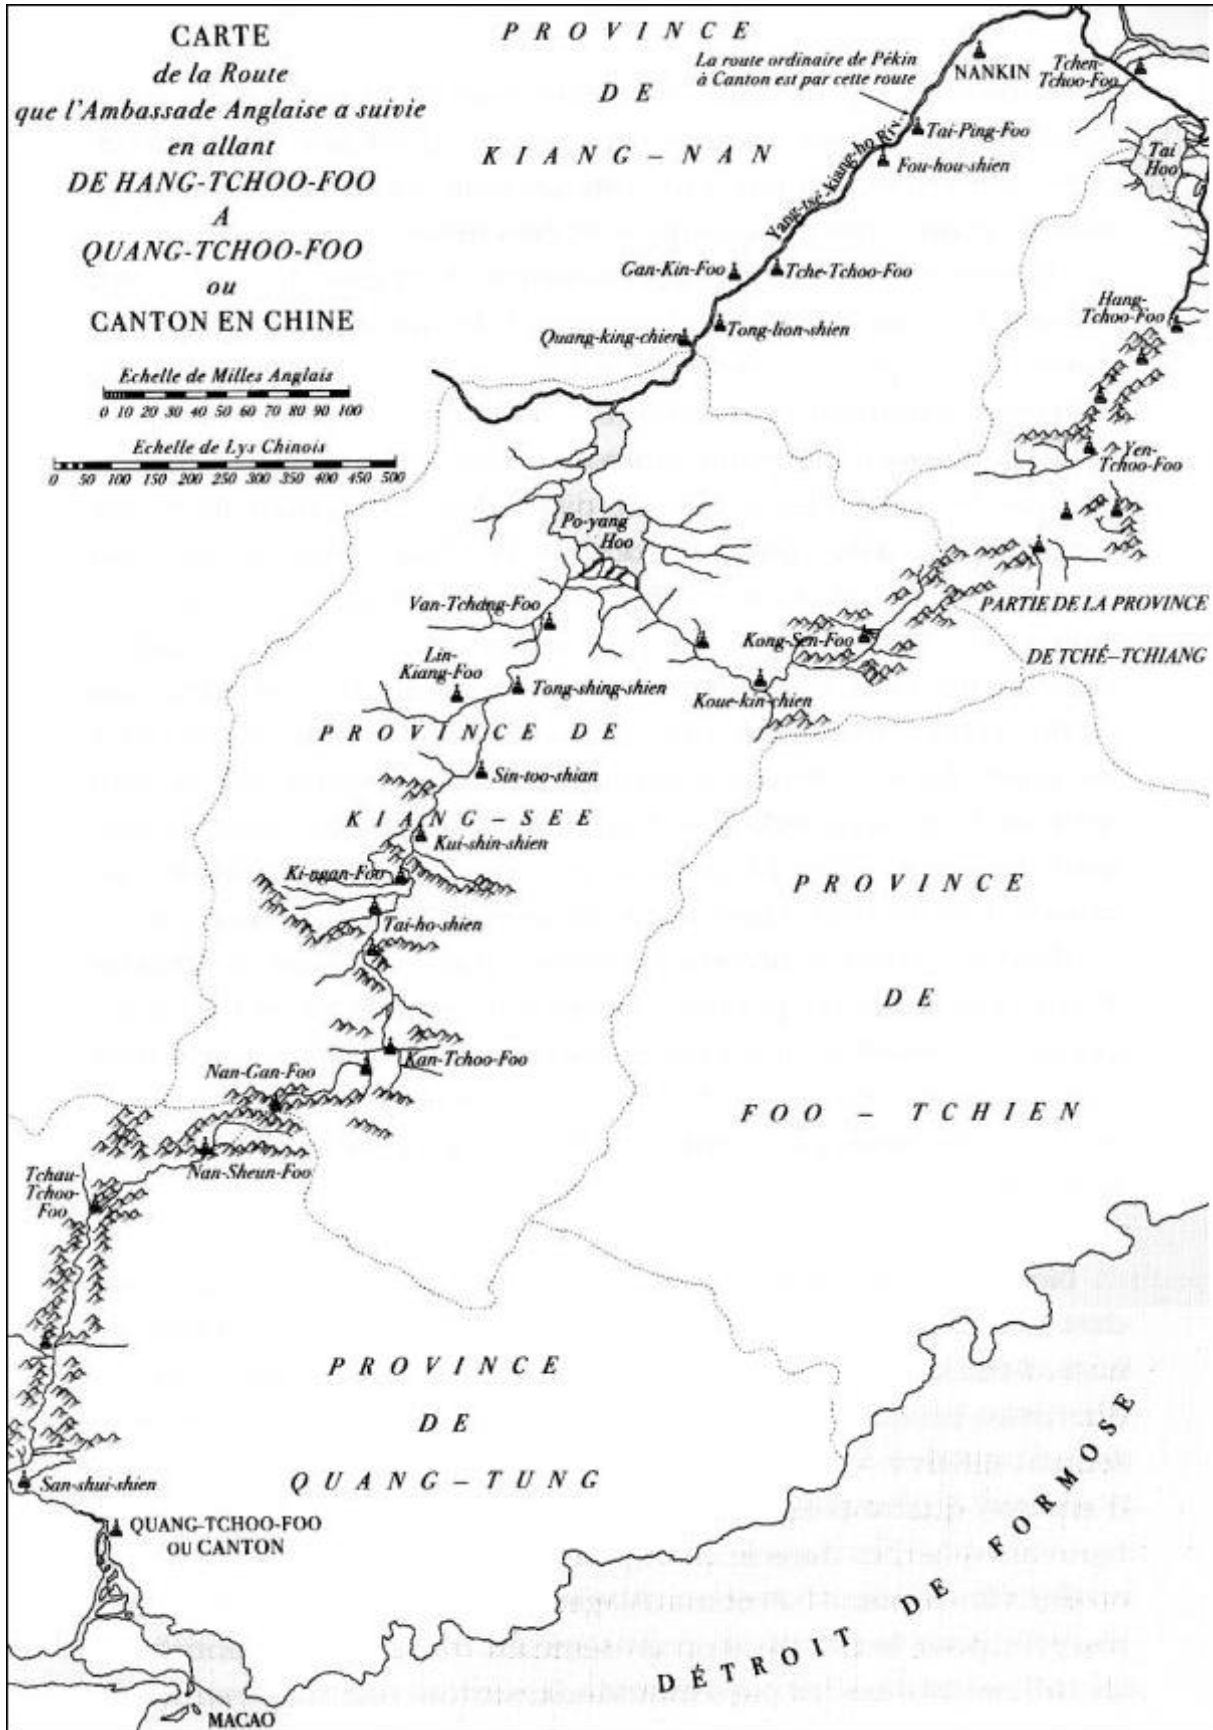 CARTE
de la Route
que l'Ambassade Anglaise a suivie
en allant
DE HANG-TCHOO-FOO
A
QUANG-TCHOO-FOO
ou
CANTON EN CHINE
Echelle de Milles Anglais
0 10 20 30 40 50 60 70 80 90 100
Echelle de Lys Chinois
0 50 100 150 200 250 300 350 400 450 500
PROVINCE
DE
KIANG-NAN
La route ordinaire de Pékin
à Canton est par cette route
NANKIN
Tchen-
Tchoo-Foo
Tai-Ping-Foo
Fou-hou-shien
Tai
Hoo
Yang-tse-kiang-ho Riv.
Gan-Kin-Foo
Tche-Tchoo-Foo
Hang-
Tchoo-Foo
Quang-king-chien
Tong-lion-shien
Yen-
Tchoo-Foo
Po-yang
Hoo
Van-Tchang-Foo
Kong-Sen-Foo
PARTIE DE LA PROVINCE
DE TCHÉ-TCHIANG
Lin-
Kiang-Foo
Tong-shing-shien
Koue-kin-chien
PROVINCE DE
KIANG-SEE
Sin-too-shian
Kui-shin-shien
Ki-ngan-Foo
Tai-ho-shien
PROVINCE
DE
FOO - TCHIEN
Kan-Tchoo-Foo
Nan-Gan-Foo
Nan-Sheun-Foo
Tchau-
Tchoo-
Foo
PROVINCE
DE
QUANG-TUNG
San-shui-shien
QUANG-TCHOO-FOO
OU CANTON
MACAO
DÉTROIT DE FORMOSE